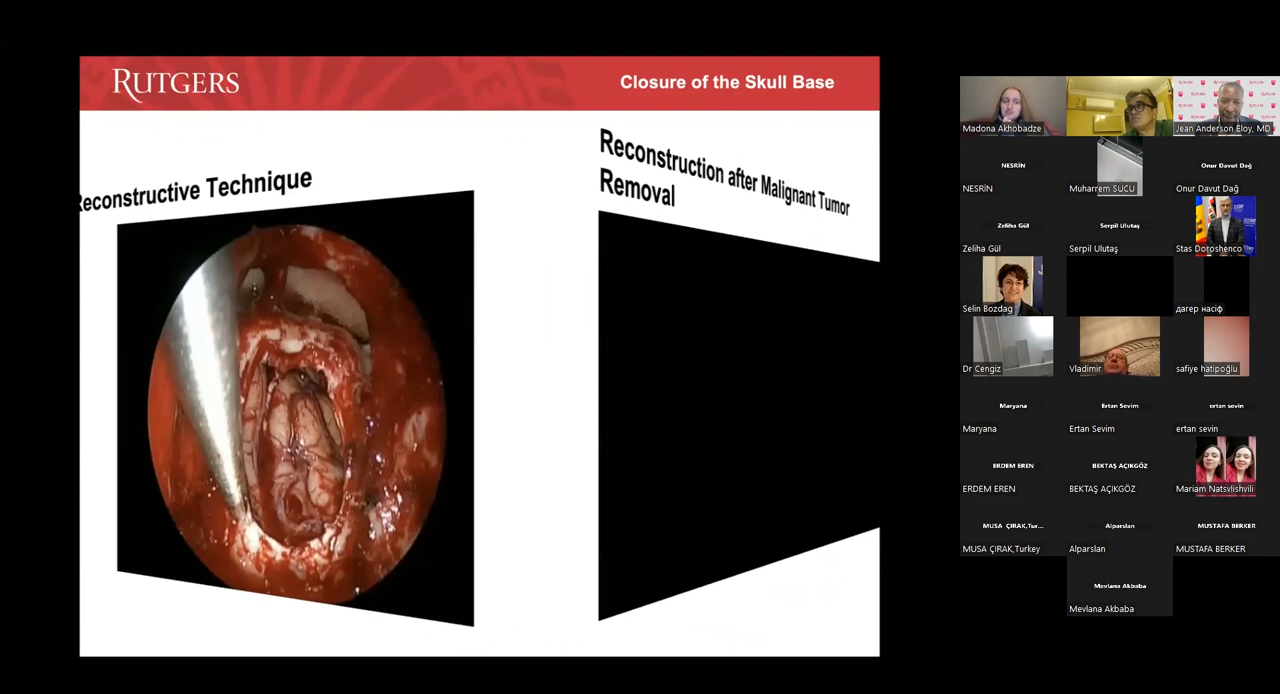 RUTGERS
Closure of the Skull Base
Reconstructive Technique
Reconstruction after Malignant Tumor
Removal
Madona Akhobadze
Jean Anderson Eloy, MD
NESRİN
NESRİN
Muharrem SUCU
Onur Davut Dağ
Onur Davut Dağ
Zeliha Gül
Zeliha Gül
Serpil Ulutaş
Serpil Ulutaş
Stas Doroshenco
Selin Bozdag
дагер насіф
Dr Cengiz
Vladimir
safiye hatipoğlu
Maryana
Maryana
Ertan Sevim
Ertan Sevim
ertan sevin
ertan sevin
ERDEM EREN
ERDEM EREN
BEKTAŞ AÇIKGÖZ
BEKTAŞ AÇIKGÖZ
Mariam Natsvlishvili
MUSA ÇIRAK,Tur...
MUSA ÇIRAK,Turkey
Alparslan
Alparslan
MUSTAFA BERKER
MUSTAFA BERKER
Mevlana Akbaba
Mevlana Akbaba